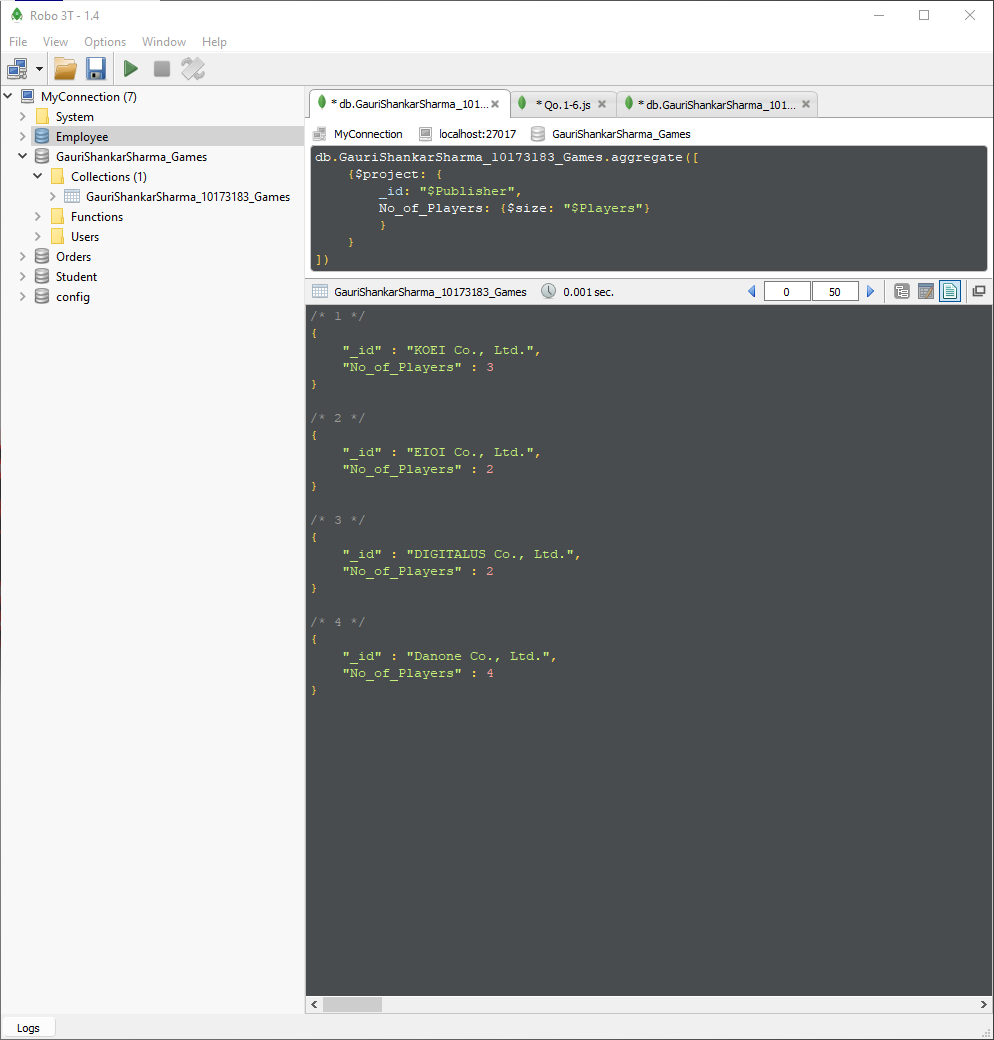 Robo 3T - 1.4
File View Options Window Help
MyConnection (7)
System
Employee
GauriShankarSharma_Games
Collections (1)
GauriShankarSharma_10173183_Games
Functions
Users
Orders
Student
config
* db.GauriShankarSharma_101... * Qo.1-6.js * db.GauriShankarSharma_101...
MyConnection localhost:27017 GauriShankarSharma_Games
db.GauriShankarSharma_10173183_Games.aggregate([
{$project: {
_id: "$Publisher",
No_of_Players: {$size: "$Players"}
}
}
])
GauriShankarSharma_10173183_Games 0.001 sec. 0 50
/* 1 */
{
"_id" : "KOEI Co., Ltd.",
"No_of_Players" : 3
}
/* 2 */
{
"_id" : "EIOI Co., Ltd.",
"No_of_Players" : 2
}
/* 3 */
{
"_id" : "DIGITALUS Co., Ltd.",
"No_of_Players" : 2
}
/* 4 */
{
"_id" : "Danone Co., Ltd.",
"No_of_Players" : 4
}
Logs